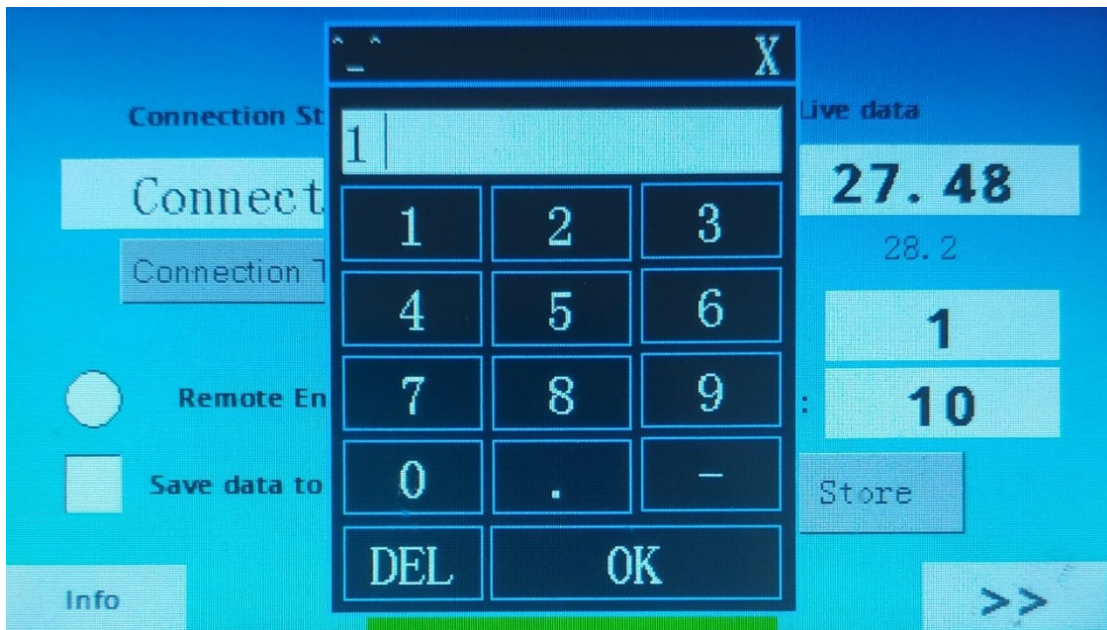 ^_^ X
Connection St
Live data
1
Connect
27.48
1 2 3
28.2
Connection
4 5 6
1
Remote En
7 8 9
:
10
Save data to
0 . -
Store
DEL OK
Info
>>